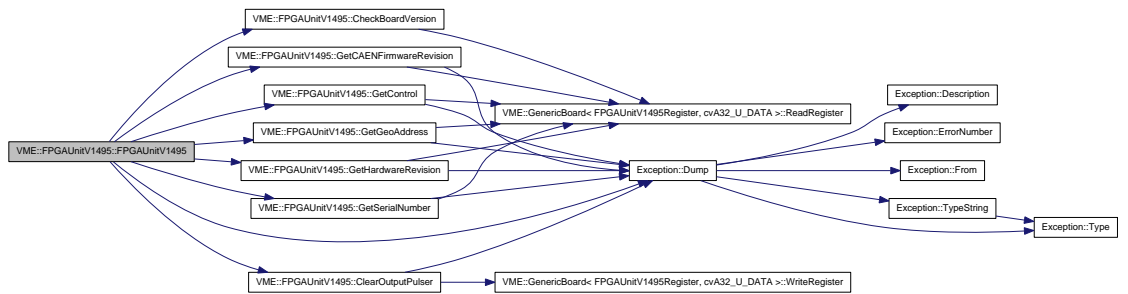 VME::FPGAUnitV1495::FPGAUnitV1495
VME::FPGAUnitV1495::CheckBoardVersion
VME::FPGAUnitV1495::GetCAENFirmwareRevision
VME::FPGAUnitV1495::GetControl
VME::FPGAUnitV1495::GetGeoAddress
VME::FPGAUnitV1495::GetHardwareRevision
VME::FPGAUnitV1495::GetSerialNumber
VME::FPGAUnitV1495::ClearOutputPulser
VME::GenericBoard< FPGAUnitV1495Register, cvA32_U_DATA >::ReadRegister
Exception::Dump
VME::GenericBoard< FPGAUnitV1495Register, cvA32_U_DATA >::WriteRegister
Exception::Description
Exception::ErrorNumber
Exception::From
Exception::TypeString
Exception::Type